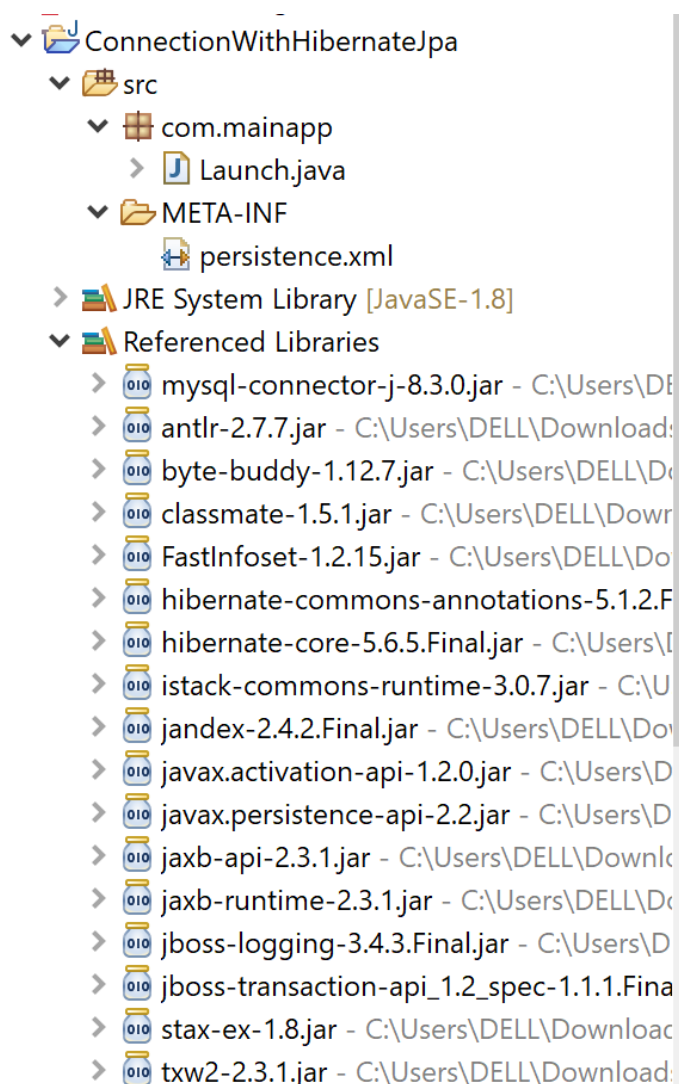 ConnectionWithHibernateJpa
src
com.mainapp
Launch.java
META-INF
persistence.xml
JRE System Library [JavaSE-1.8]
Referenced Libraries
mysql-connector-j-8.3.0.jar - C:\Users\DE
antlr-2.7.7.jar - C:\Users\DELL\Downloads
byte-buddy-1.12.7.jar - C:\Users\DELL\Do
classmate-1.5.1.jar - C:\Users\DELL\Down
FastInfoset-1.2.15.jar - C:\Users\DELL\Do
hibernate-commons-annotations-5.1.2.F
hibernate-core-5.6.5.Final.jar - C:\Users\
istack-commons-runtime-3.0.7.jar - C:\U
jandex-2.4.2.Final.jar - C:\Users\DELL\Do
javax.activation-api-1.2.0.jar - C:\Users\D
javax.persistence-api-2.2.jar - C:\Users\D
jaxb-api-2.3.1.jar - C:\Users\DELL\Downlo
jaxb-runtime-2.3.1.jar - C:\Users\DELL\Do
jboss-logging-3.4.3.Final.jar - C:\Users\D
jboss-transaction-api_1.2_spec-1.1.1.Fina
stax-ex-1.8.jar - C:\Users\DELL\Download
txw2-2.3.1.jar - C:\Users\DELL\Download